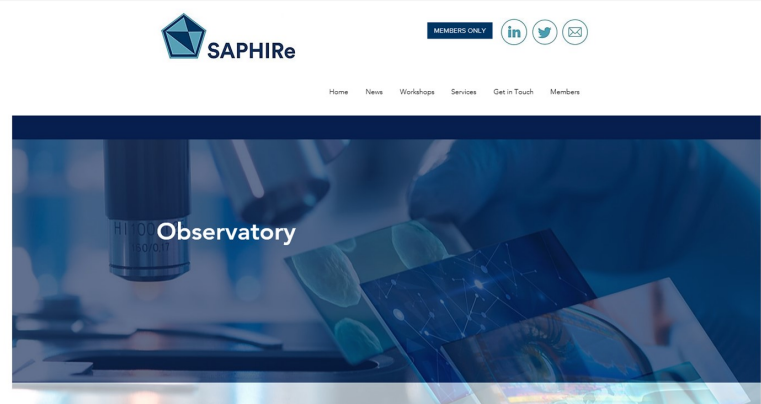 MEMBERS ONLY
SAPHIRe
Home News Workshops Services Get in Touch Members
Observatory